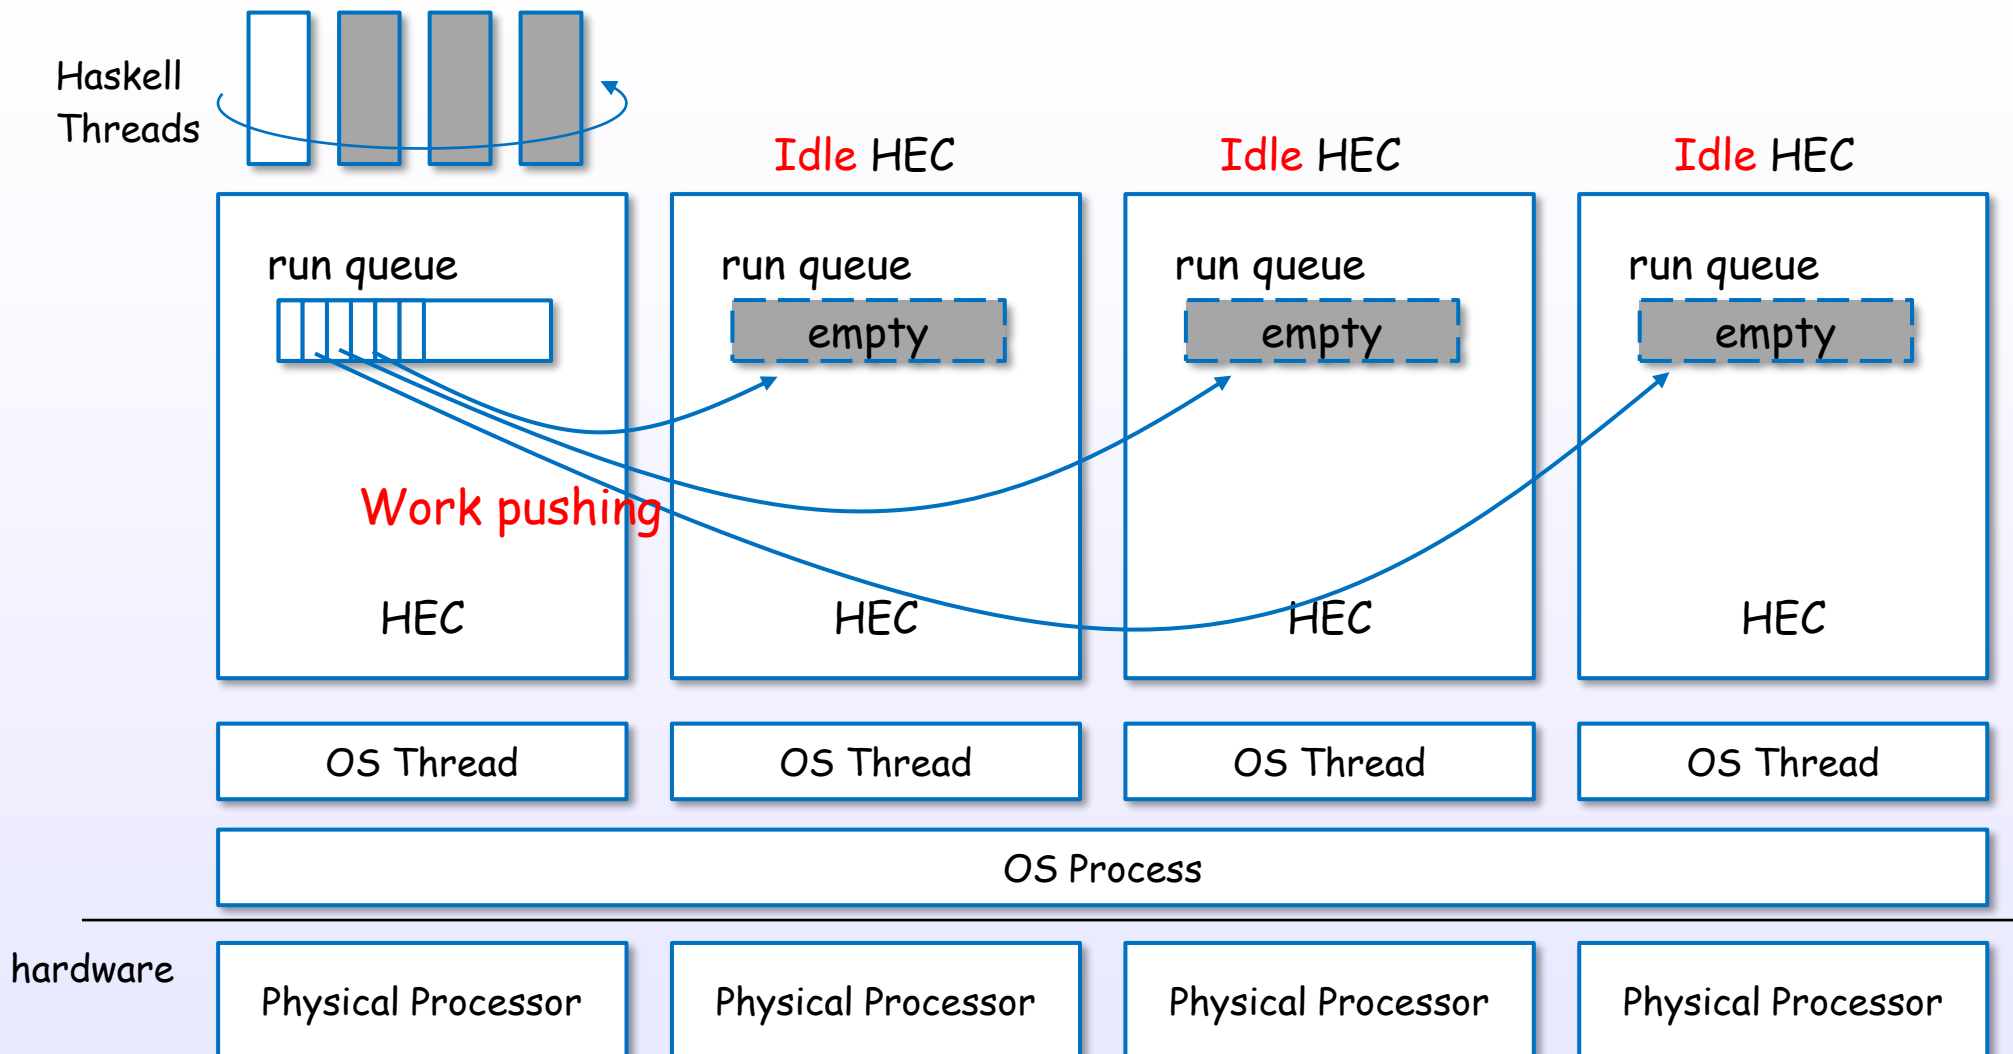 Haskell
Threads
Idle HEC
Idle HEC
Idle HEC
run queue
run queue
run queue
run queue
empty
empty
empty
Work pushing
HEC
HEC
HEC
HEC
OS Thread
OS Thread
OS Thread
OS Thread
OS Process
hardware
Physical Processor
Physical Processor
Physical Processor
Physical Processor